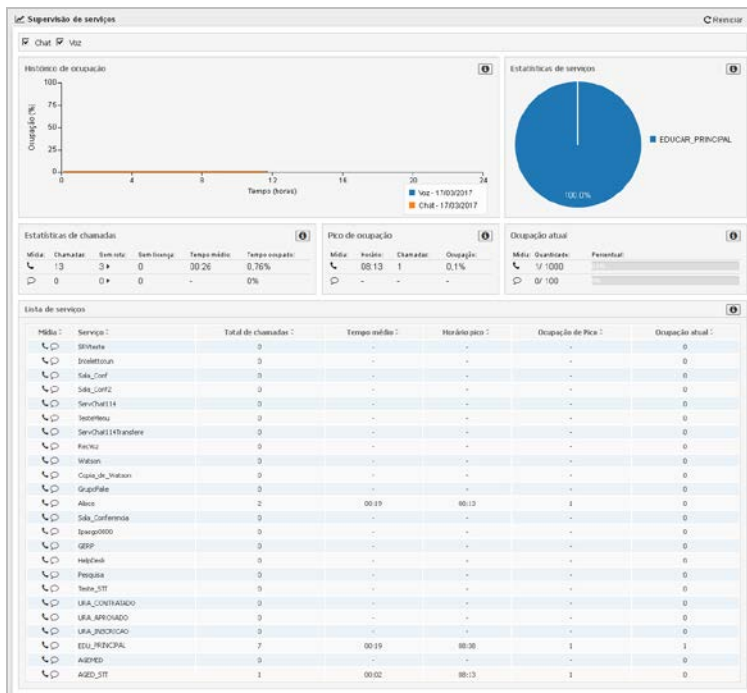 Supervisão de serviços
Reiniciar
Chat Voz
Histórico de ocupação
Estatísticas de serviços
100
75
50
25
0
Ocupação (%)
0 4 8 12 16 20 24
Tempo (horas)
Voz - 17/03/2017
Chat - 17/03/2017
EDUCAR_PRINCIPAL
100.0%
Estatísticas de chamadas
Mídia: Chamadas: Sem rota: Sem licença: Tempo médio: Tempo ocupado:
13 3 0 00:26 0,76%
0 0 0 - 0%
Pico de ocupação
Mídia: Horário: Chamadas: Ocupação:
08:13 1 0,1%
- - -
Ocupação atual
Mídia: Quantidade: Percentual:
1/ 1000
0/ 100
Lista de serviços
Mídia Serviço Total de chamadas Tempo médio Horário pico Ocupação de Pico Ocupação atual
SRVteste 0 - - - 0
0 - - - 0
Sala_Conf 0 - - - 0
Sala_Conf2 0 - - - 0
ServChat114 0 - - - 0
TesteMenu 0 - - - 0
ServChat114Transfere 0 - - - 0
RecVoz 0 - - - 0
Watson 0 - - - 0
Copia_de_Watson 0 - - - 0
GrupoFake 0 - - - 0
2 00:19 08:13 1 0
Sala_Conferencia 0 - - - 0
Ipasgo0800 0 - - - 0
GERP 0 - - - 0
HelpDesk 0 - - - 0
Pesquisa 0 - - - 0
Teste_STT 0 - - - 0
URA_CONTRATADO 0 - - - 0
URA_APROVADO 0 - - - 0
URA_INSCRICAO 0 - - - 0
EDU_PRINCIPAL 7 00:19 08:08 1 1
AGEMED 0 - - - 0
AGED_STT 1 00:02 08:13 1 0